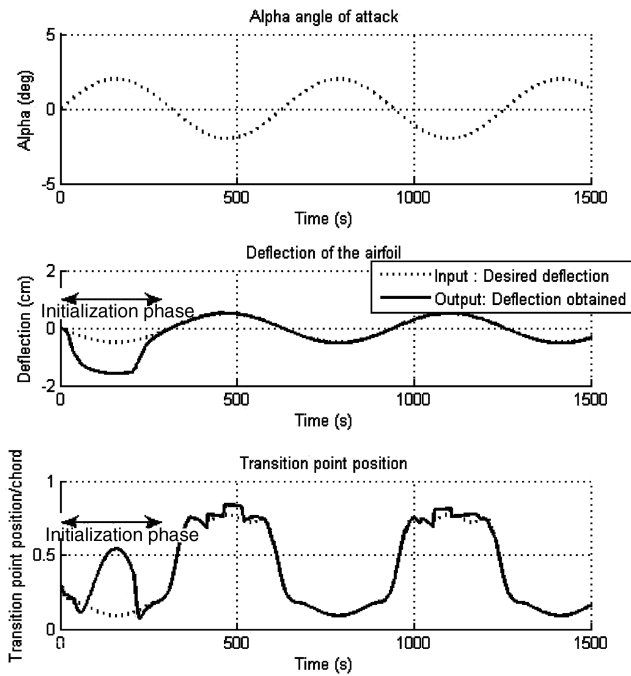 Alpha angle of attack
5
0
-5
Alpha (deg)
0
500
1000
1500
Time (s)
Deflection of the airfoil
2
0
-2
Deflection (cm)
Initialization phase
Input : Desired deflection
Output: Deflection obtained
0
500
1000
1500
Time (s)
Transition point position
1
0.5
0
Transition point position/chord
Initialization phase
0
500
1000
1500
Time (s)